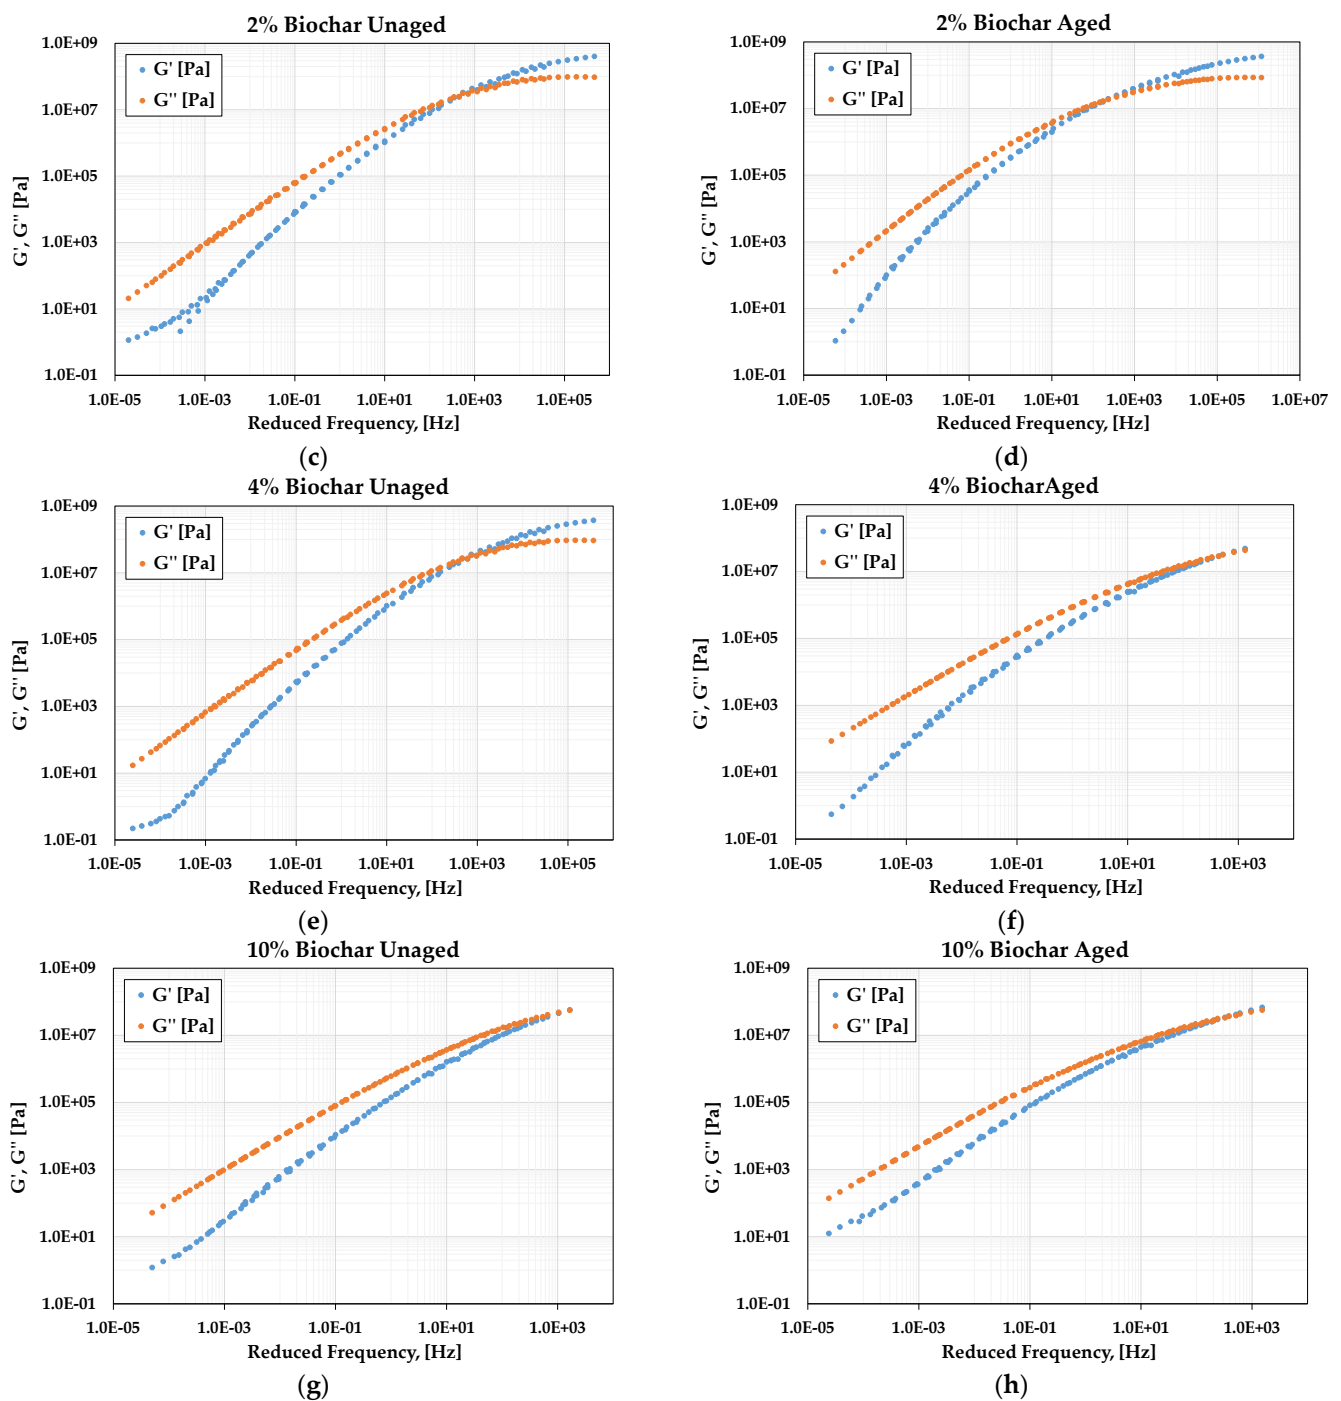 2% Biochar Unaged
1.0E+09
1.0E+07
1.0E+05
1.0E+03
1.0E+01
1.0E-01
G', G'' [Pa]
G' [Pa]
G'' [Pa]
1.0E-05 1.0E-03 1.0E-01 1.0E+01 1.0E+03 1.0E+05
Reduced Frequency, [Hz]
(c)
2% Biochar Aged
1.0E+09
1.0E+07
1.0E+05
1.0E+03
1.0E+01
1.0E-01
G', G'' [Pa]
G' [Pa]
G'' [Pa]
1.0E-05 1.0E-03 1.0E-01 1.0E+01 1.0E+03 1.0E+05 1.0E+07
Reduced Frequency, [Hz]
(d)
4% Biochar Unaged
1.0E+09
1.0E+07
1.0E+05
1.0E+03
1.0E+01
1.0E-01
G', G'' [Pa]
G' [Pa]
G'' [Pa]
1.0E-05 1.0E-03 1.0E-01 1.0E+01 1.0E+03 1.0E+05
Reduced Frequency, [Hz]
(e)
4% BiocharAged
1.0E+09
1.0E+07
1.0E+05
1.0E+03
1.0E+01
1.0E-01
G', G'' [Pa]
G' [Pa]
G'' [Pa]
1.0E-05 1.0E-03 1.0E-01 1.0E+01 1.0E+03
Reduced Frequency, [Hz]
(f)
10% Biochar Unaged
1.0E+09
1.0E+07
1.0E+05
1.0E+03
1.0E+01
1.0E-01
G', G'' [Pa]
G' [Pa]
G'' [Pa]
1.0E-05 1.0E-03 1.0E-01 1.0E+01 1.0E+03
Reduced Frequency, [Hz]
(g)
10% Biochar Aged
1.0E+09
1.0E+07
1.0E+05
1.0E+03
1.0E+01
1.0E-01
G', G'' [Pa]
G' [Pa]
G'' [Pa]
1.0E-05 1.0E-03 1.0E-01 1.0E+01 1.0E+03
Reduced Frequency, [Hz]
(h)